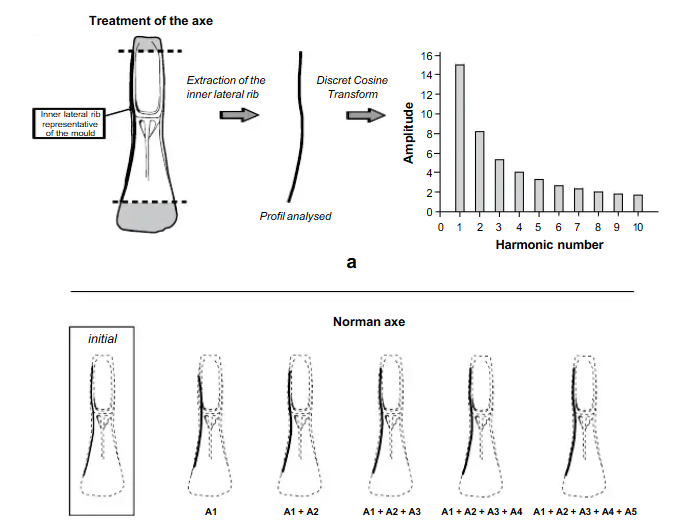 Treatment of the axe
Inner lateral rib
representative
of the mould
Extraction of the
inner lateral rib
Profil analysed
Discret Cosine
Transform
Amplitude
16
14
12
10
8
6
4
2
0
0 1 2 3 4 5 6 7 8 9 10
Harmonic number
a
Norman axe
initial
A1
A1 + A2
A1 + A2 + A3
A1 + A2 + A3 + A4
A1 + A2 + A3 + A4 + A5